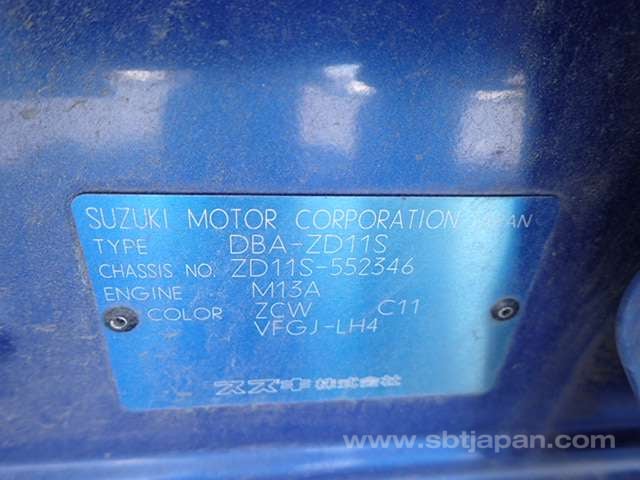 SUZUKI MOTOR CORPORATION JAPAN
TYPE DBA-ZD11S
CHASSIS NO. ZD11S-552346
ENGINE M13A
COLOR ZCW C11
VFGJ-LH4
スズキ株式会社
www.sbtjapan.com